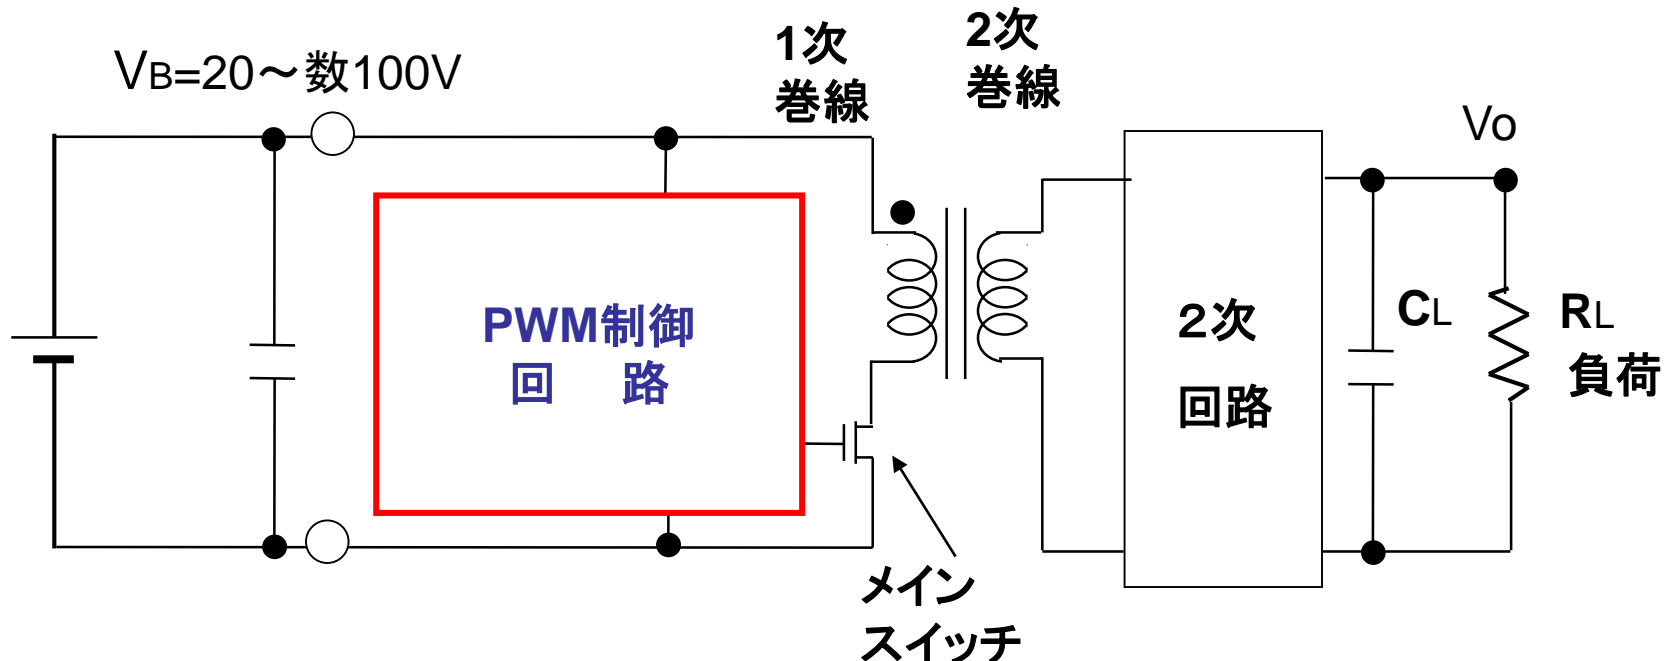 VB=20～数100V
1次
巻線
2次
巻線
Vo
PWM制御
回　路
２次
回路
CL
RL
負荷
メイン
スイッチ